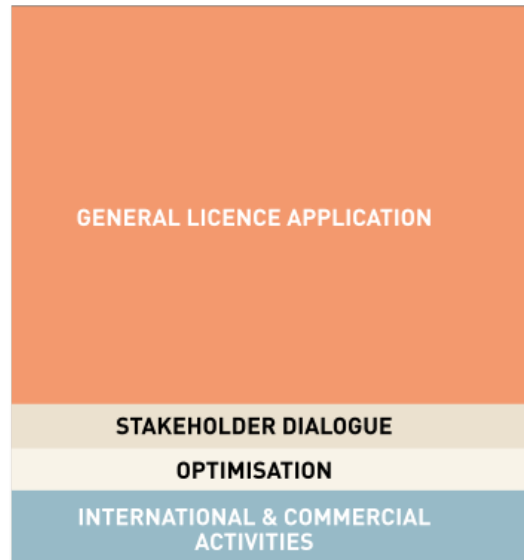 GENERAL LICENCE APPLICATION
STAKEHOLDER DIALOGUE
OPTIMISATION
INTERNATIONAL & COMMERCIAL
ACTIVITIES